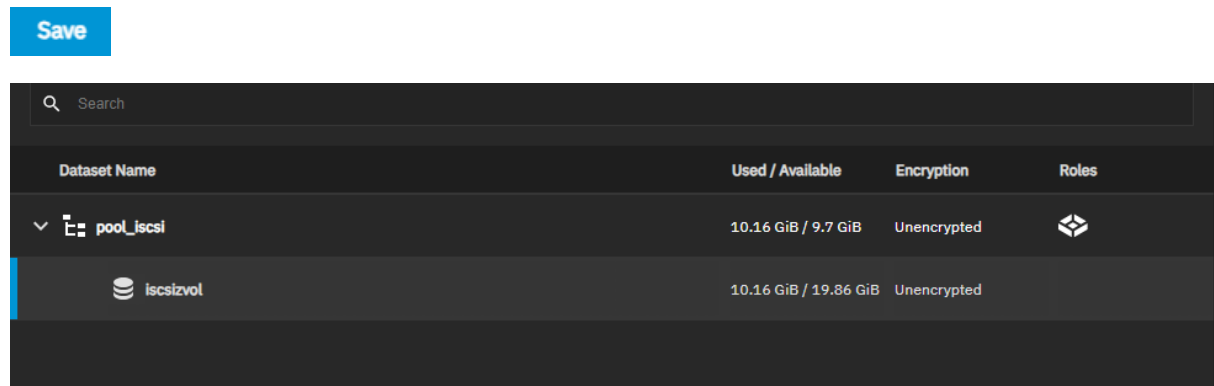 Save
Search
Dataset Name Used / Available Encryption Roles
pool_iscsi 10.16 GiB / 9.7 GiB Unencrypted
iscsizvol 10.16 GiB / 19.86 GiB Unencrypted